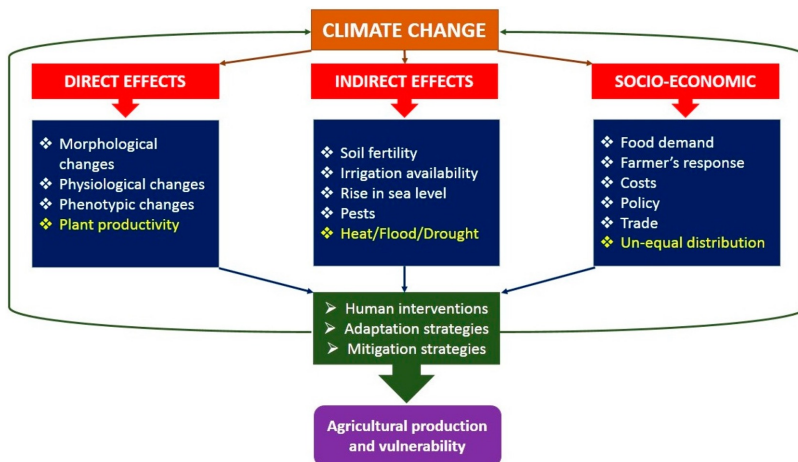 CLIMATE CHANGE
DIRECT EFFECTS
❖ Morphological
changes
❖ Physiological changes
❖ Phenotypic changes
❖ Plant productivity
INDIRECT EFFECTS
❖ Soil fertility
❖ Irrigation availability
❖ Rise in sea level
❖ Pests
❖ Heat/Flood/Drought
SOCIO-ECONOMIC
❖ Food demand
❖ Farmer's response
❖ Costs
❖ Policy
❖ Trade
❖ Un-equal distribution
➢ Human interventions
➢ Adaptation strategies
➢ Mitigation strategies
Agricultural production
and vulnerability